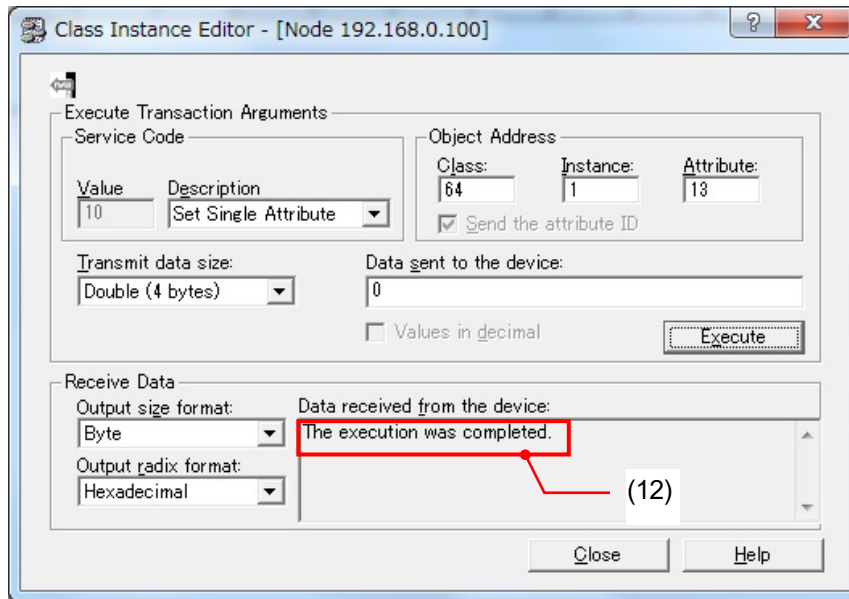 Class Instance Editor - [Node 192.168.0.100]
Execute Transaction Arguments
Service Code
Value Description
10 Set Single Attribute
Object Address
Class: Instance: Attribute:
64 1 13
Send the attribute ID
Transmit data size:
Double (4 bytes)
Data sent to the device:
0
Values in decimal
Execute
Receive Data
Output size format:
Byte
Output radix format:
Hexadecimal
Data received from the device:
The execution was completed.
(12)
Close Help